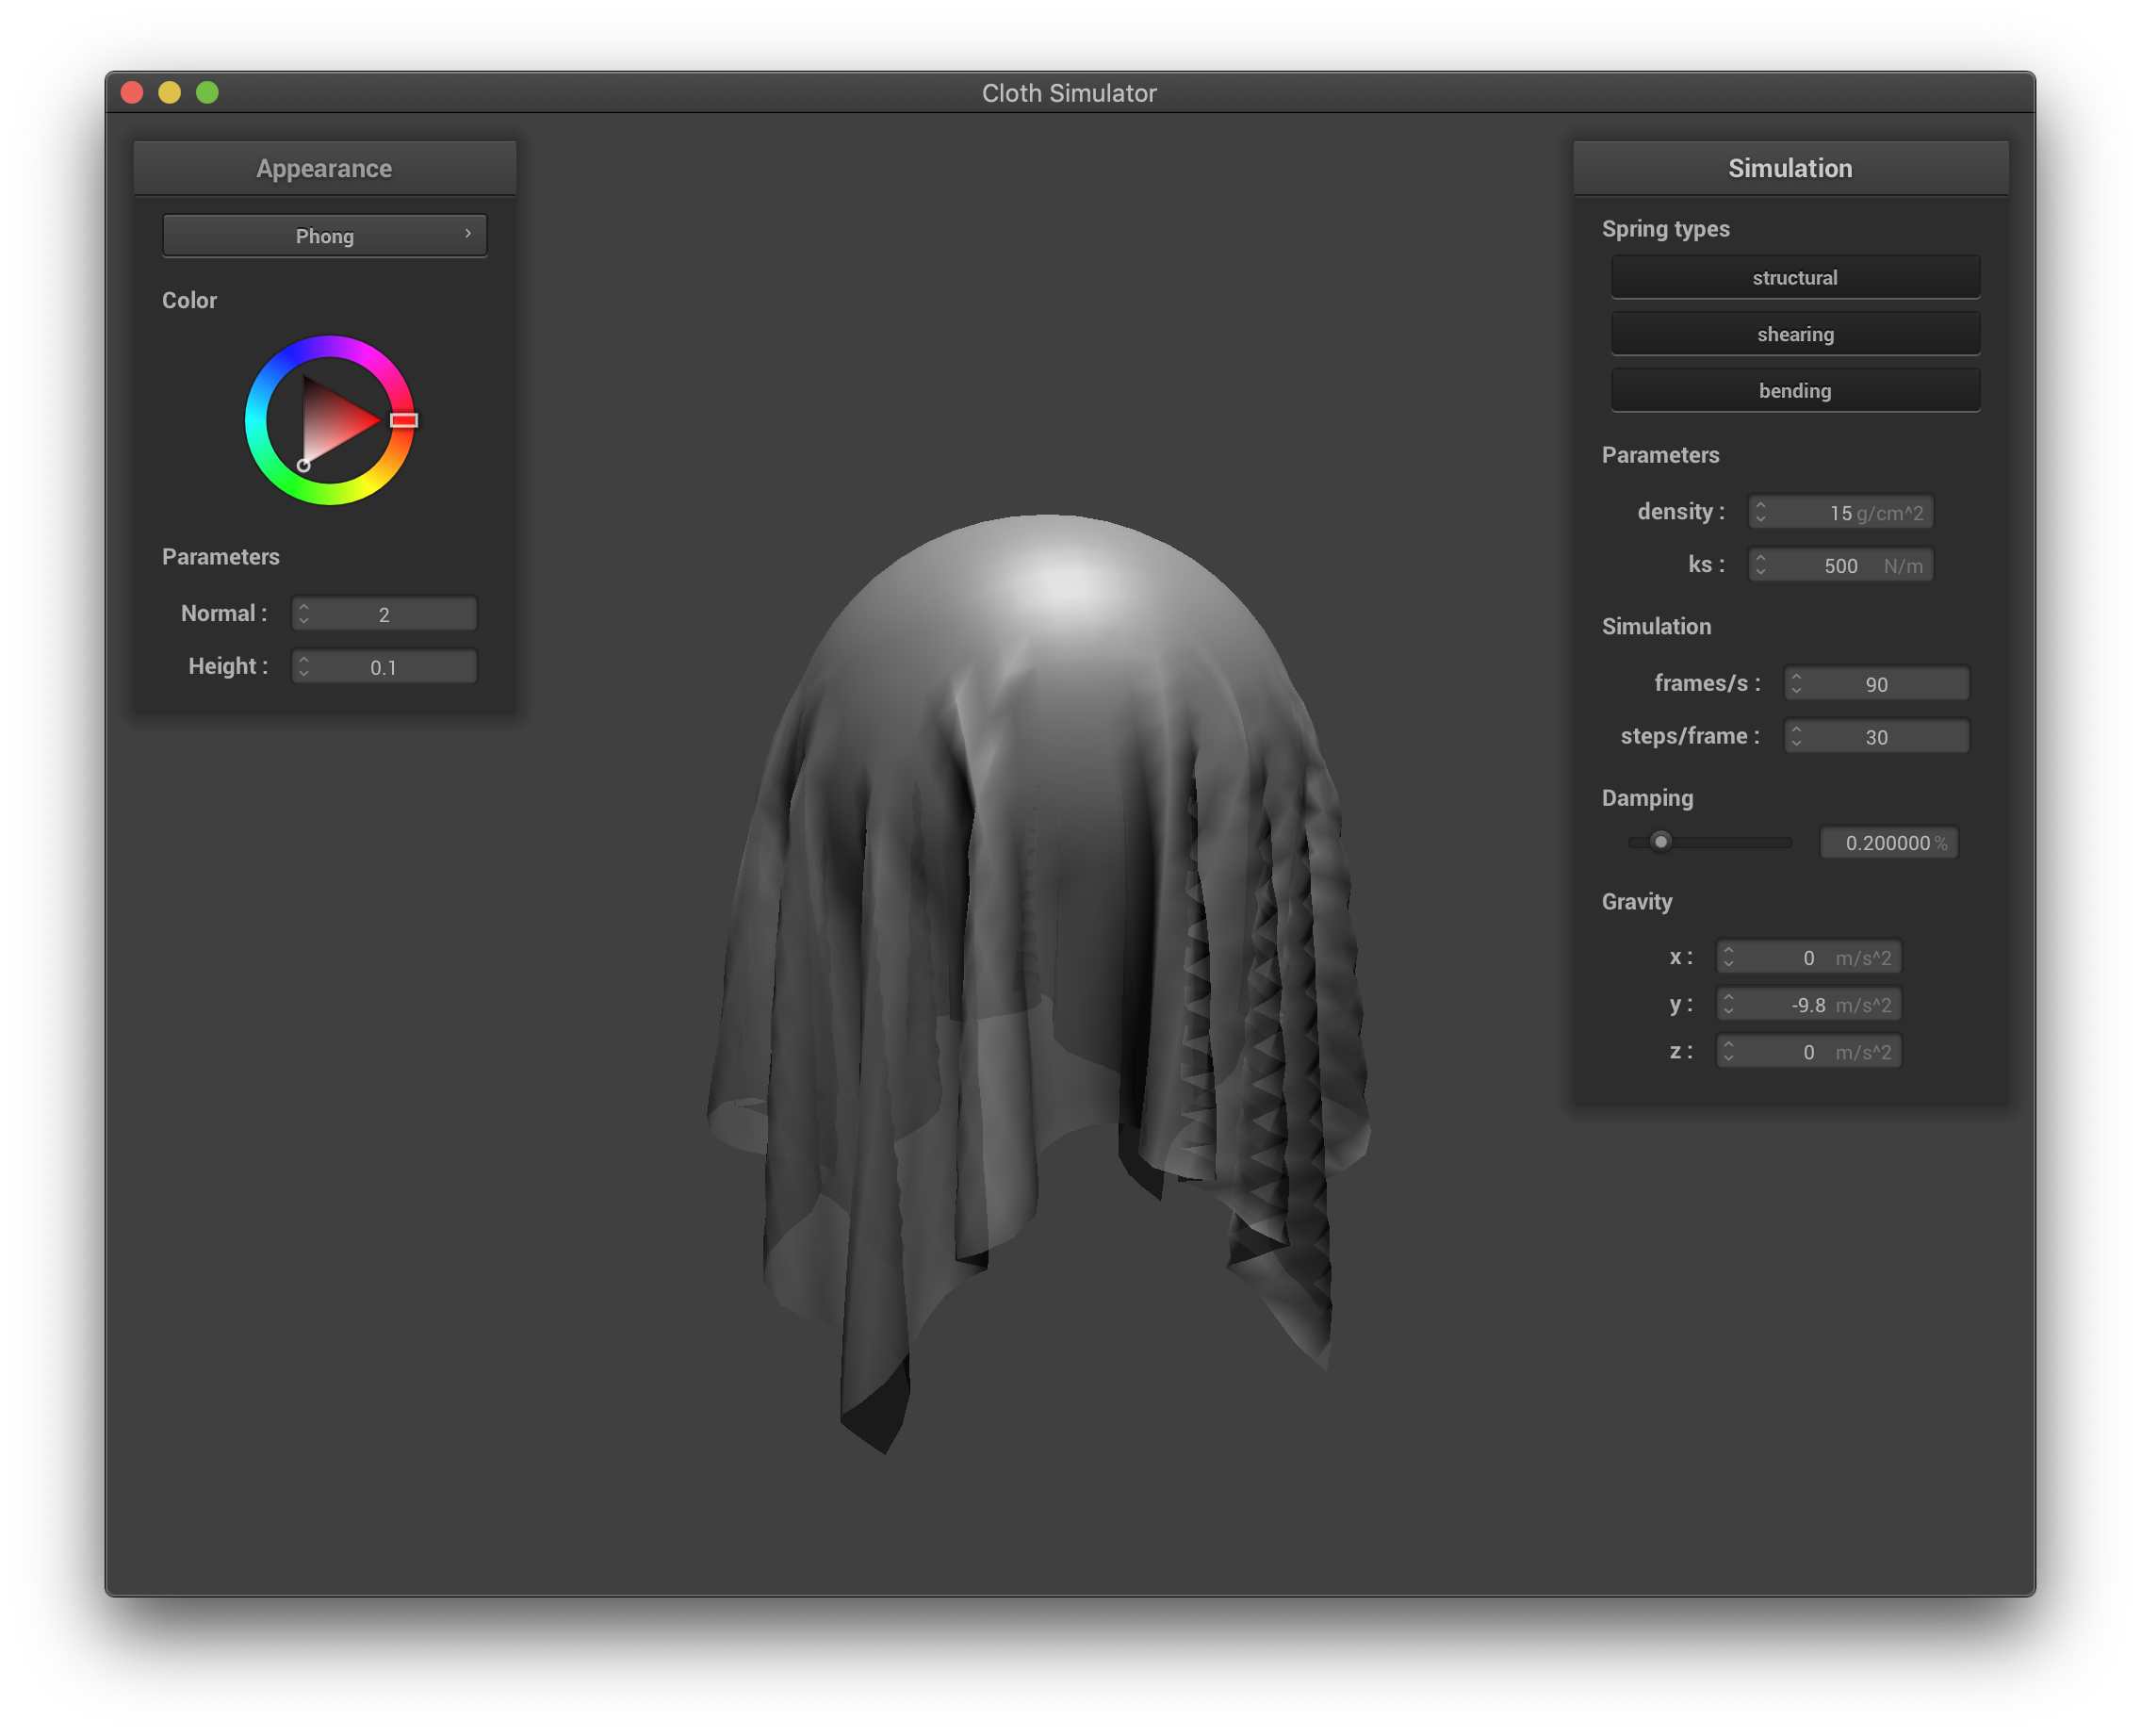 Cloth Simulator
Appearance
Phong
Color
Parameters
Normal : 2
Height : 0.1
Simulation
Spring types
structural
shearing
bending
Parameters
density : 15 g/cm^2
ks : 500 N/m
Simulation
frames/s : 90
steps/frame : 30
Damping
0.200000 %
Gravity
x : 0 m/s^2
y : -9.8 m/s^2
z : 0 m/s^2